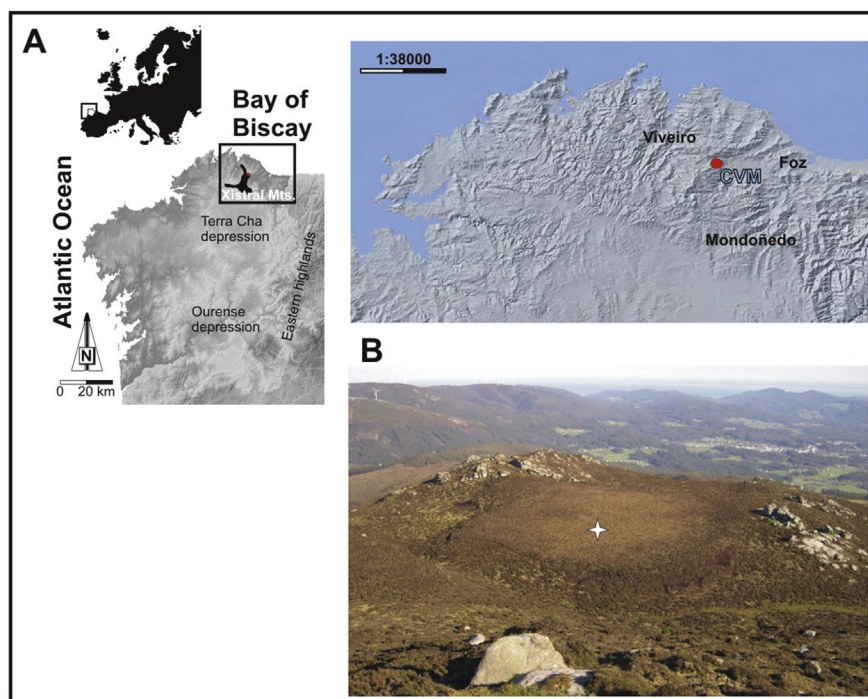 A
Bay of
Biscay
Atlantic Ocean
Xistral Mts.
Terra Cha
depression
Ourense
depression
Eastern highlands
N
0 20 km
1:38000
Viveiro
Foz
CVM
Mondoñedo
B